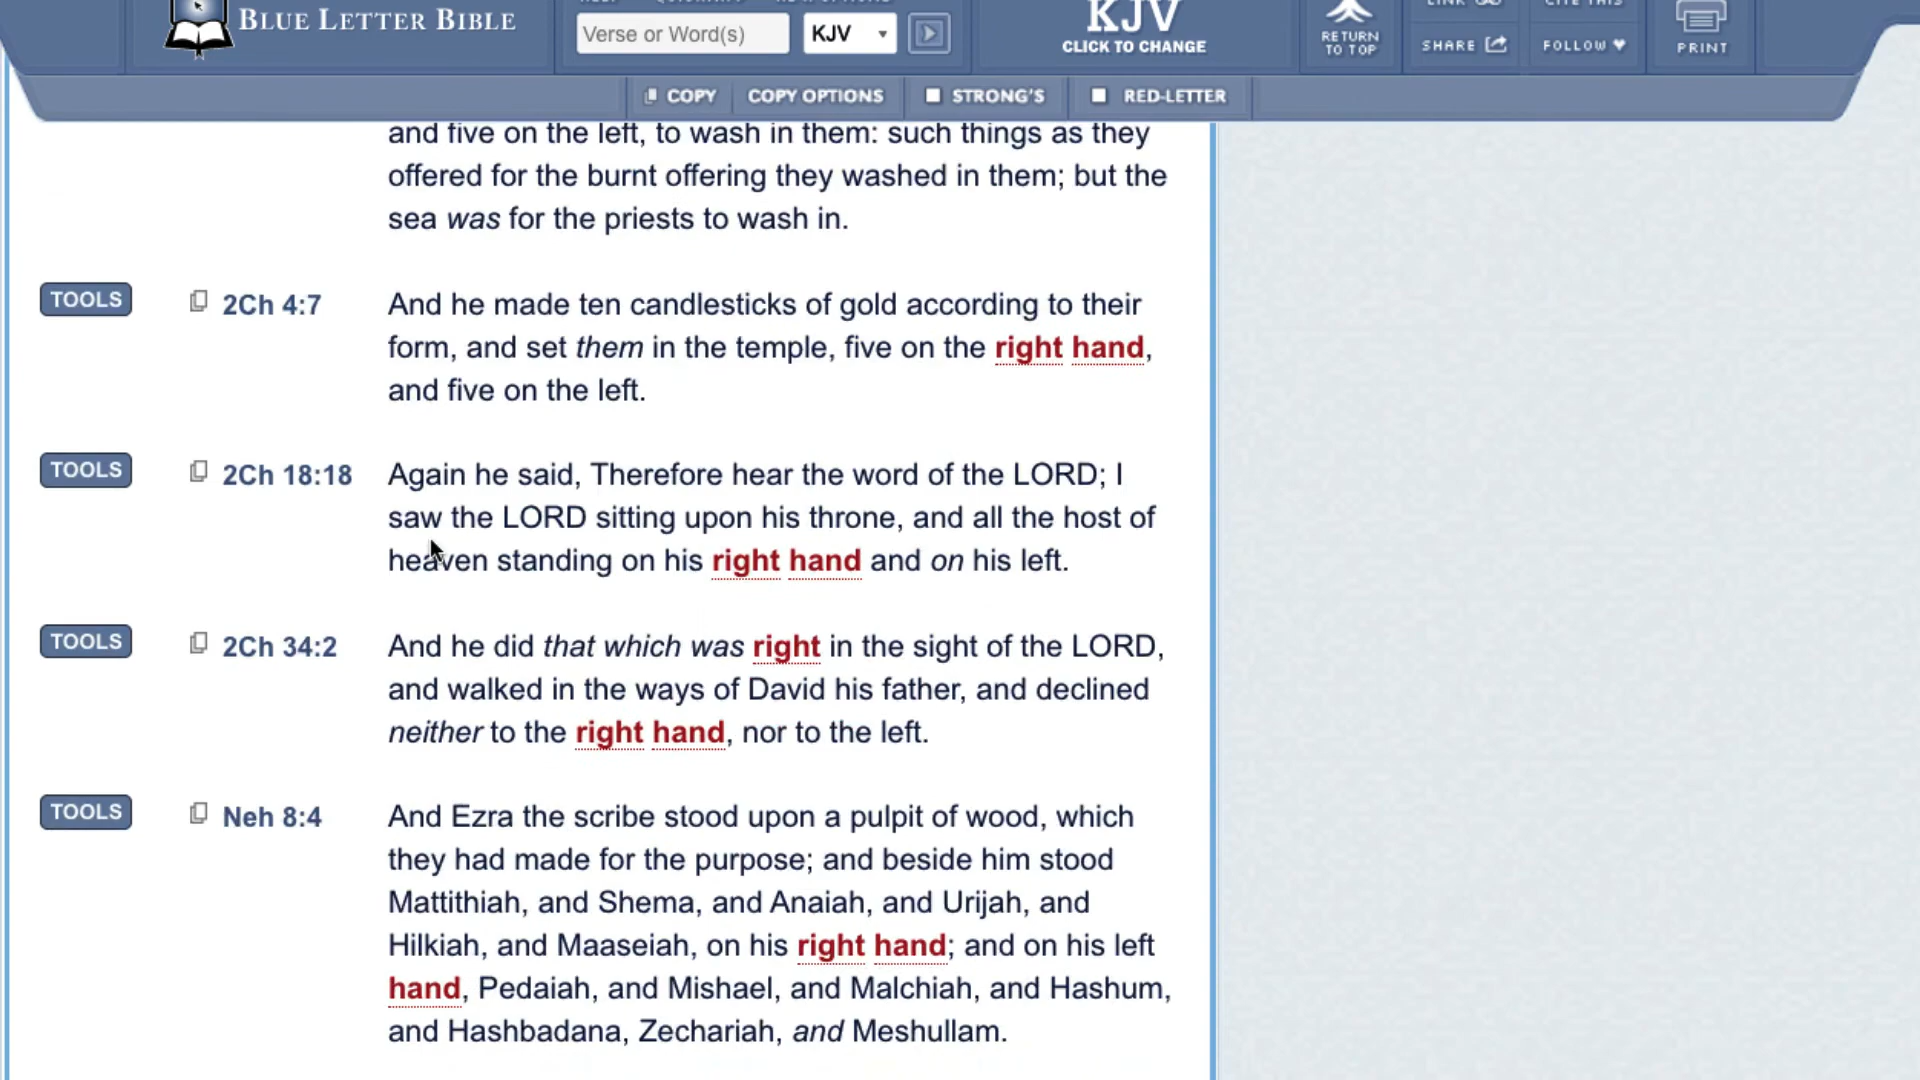 BLUE LETTER BIBLE
Verse or Word(s)
KJV
KJV
CLICK TO CHANGE
RETURN
TO TOP
SHARE
FOLLOW
PRINT
COPY
COPY OPTIONS
STRONG'S
RED-LETTER
and five on the left, to wash in them: such things as they
offered for the burnt offering they washed in them; but the
sea was for the priests to wash in.
TOOLS
2Ch 4:7
And he made ten candlesticks of gold according to their
form, and set them in the temple, five on the right hand,
and five on the left.
TOOLS
2Ch 18:18
Again he said, Therefore hear the word of the LORD; I
saw the LORD sitting upon his throne, and all the host of
heaven standing on his right hand and on his left.
TOOLS
2Ch 34:2
And he did that which was right in the sight of the LORD,
and walked in the ways of David his father, and declined
neither to the right hand, nor to the left.
TOOLS
Neh 8:4
And Ezra the scribe stood upon a pulpit of wood, which
they had made for the purpose; and beside him stood
Mattithiah, and Shema, and Anaiah, and Urijah, and
Hilkiah, and Maaseiah, on his right hand; and on his left
hand, Pedaiah, and Mishael, and Malchiah, and Hashum,
and Hashbadana, Zechariah, and Meshullam.